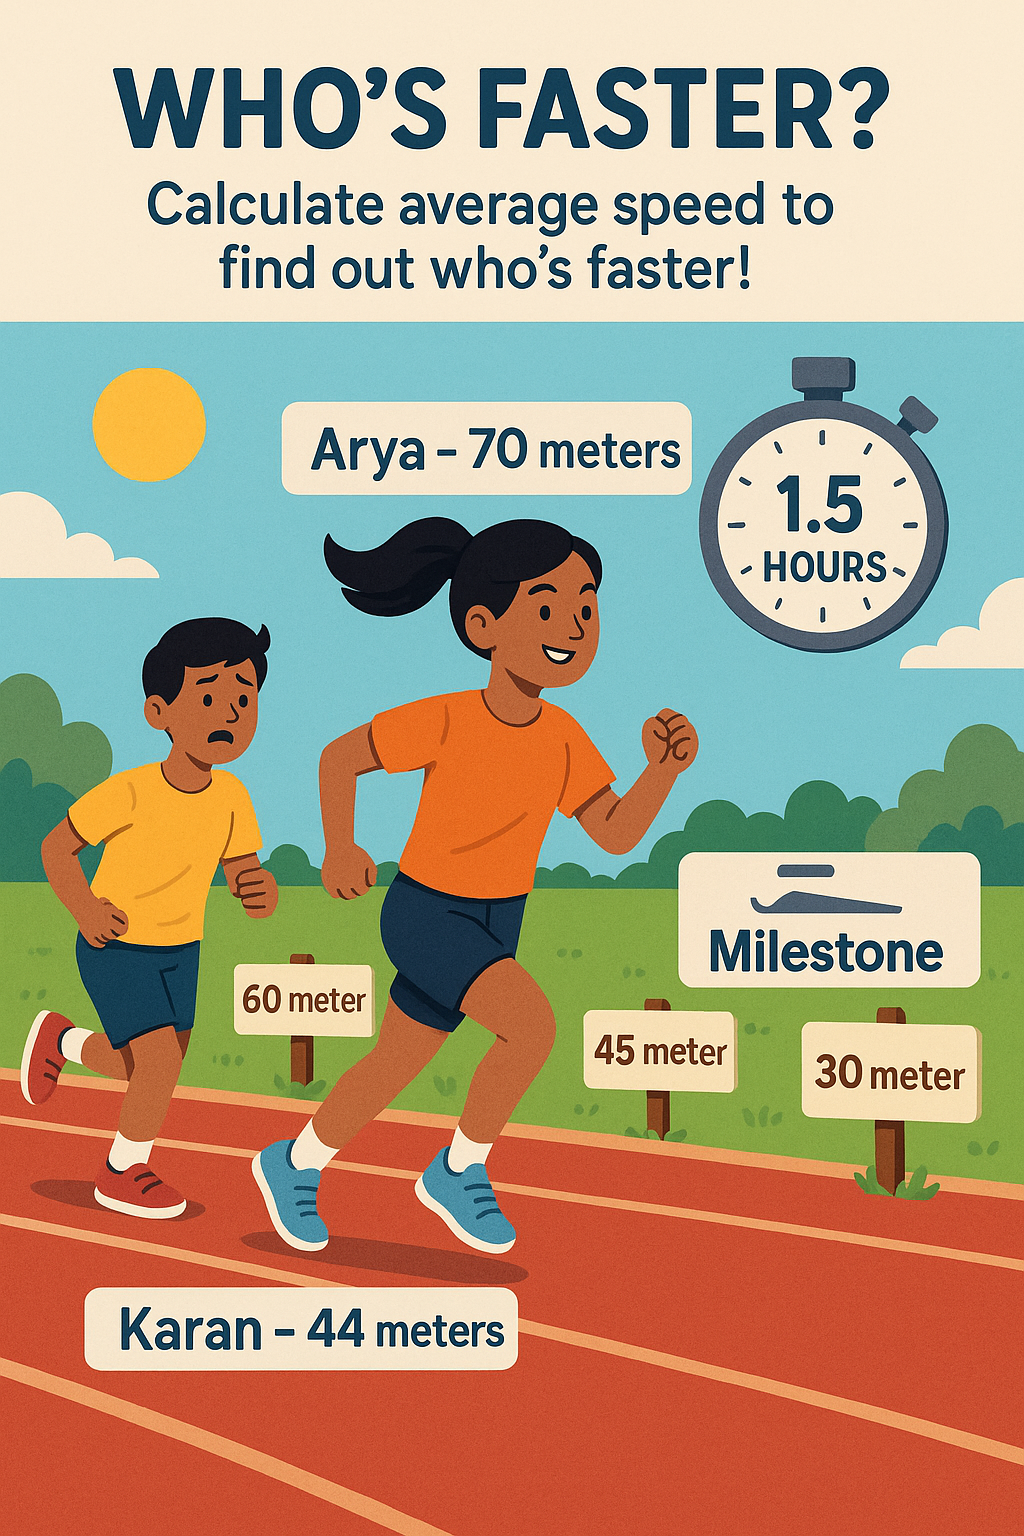 WHO'S FASTER?
Calculate average speed to
find out who's faster!
Arya - 70 meters
1.5
HOURS
Milestone
60 meter
45 meter
30 meter
Karan - 44 meters